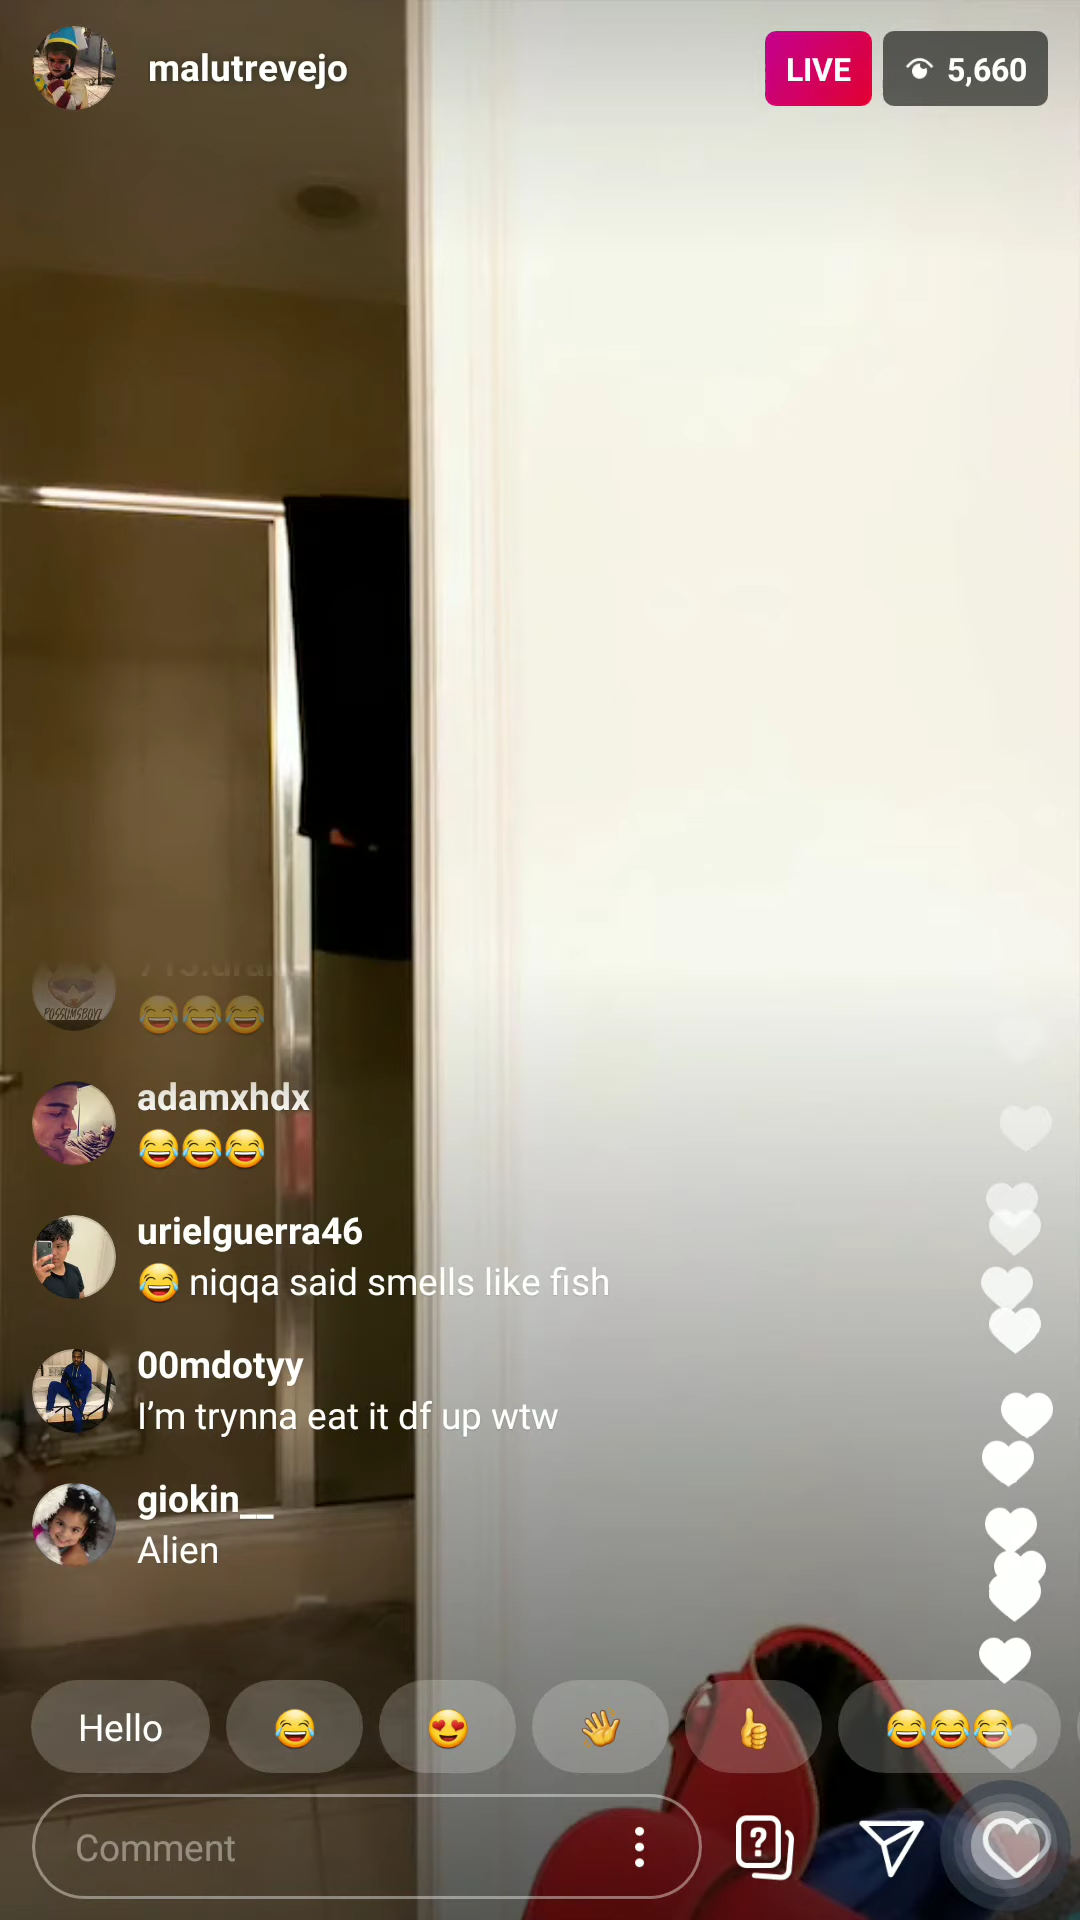 malutrevejo
LIVE
5,660
😂😂😂
adamxhdx
😂😂😂
urielguerra46
😂 niqqa said smells like fish
00mdotyy
I’m trynna eat it df up wtw
giokin__
Alien
Hello 😂 😍 👋 👍 😂😂😂
Comment